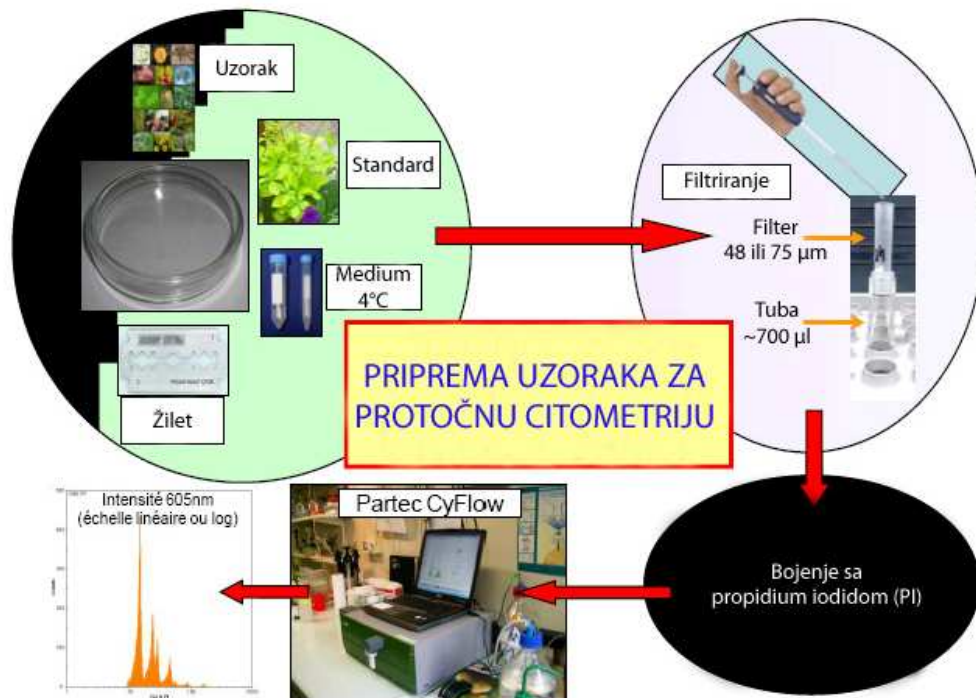 Uzorak
Standard
Medium
4°C
Žilet
Filtriranje
Filter
48 ili 75 µm
Tuba
~700 µl
PRIPREMA UZORAKA ZA
PROTOČNU CITOMETRIJU
Bojenje sa
propidium iodidom (PI)
Partec CyFlow
Intensité 605nm
(échelle linéaire ou log)